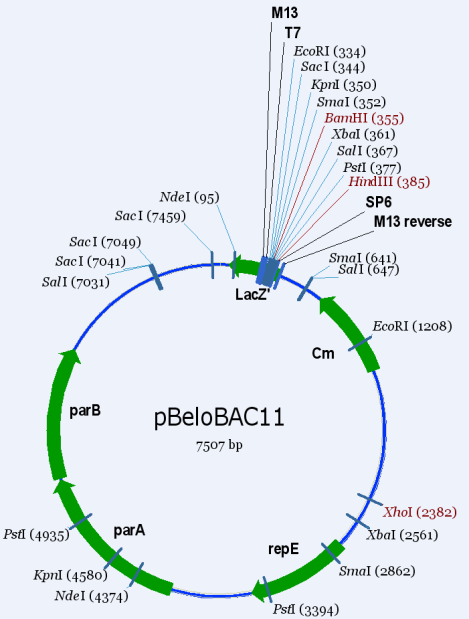 M13
T7
EcoRI (334)
SacI (344)
KpnI (350)
SmaI (352)
BamHI (355)
XbaI (361)
SalI (367)
PstI (377)
HindIII (385)
SP6
M13 reverse
NdeI (95)
SacI (7459)
SacI (7049)
SacI (7041)
SalI (7031)
LacZ'
SmaI (641)
SalI (647)
EcoRI (1208)
Cm
parB
pBeloBAC11
7507 bp
XhoI (2382)
XbaI (2561)
PstI (4935)
parA
repE
KpnI (4580)
SmaI (2862)
NdeI (4374)
PstI (3394)